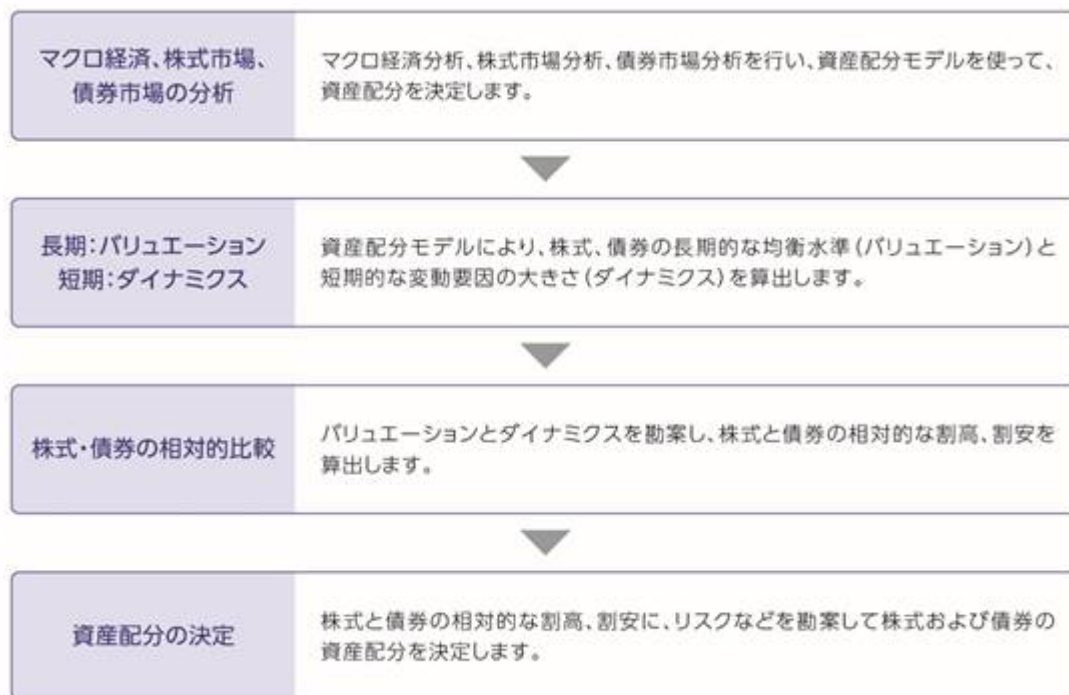 マクロ経済、株式市場、
債券市場の分析
マクロ経済分析、株式市場分析、債券市場分析を行い、資産配分モデルを使って、
資産配分を決定します。
長期:バリュエーション
短期:ダイナミクス
資産配分モデルにより、株式、債券の長期的な均衡水準(バリュエーション)と
短期的な変動要因の大きさ(ダイナミクス)を算出します。
株式・債券の相対的比較
バリュエーションとダイナミクスを勘案し、株式と債券の相対的な割高、割安を
算出します。
資産配分の決定
株式と債券の相対的な割高、割安に、リスクなどを勘案して株式および債券の
資産配分を決定します。